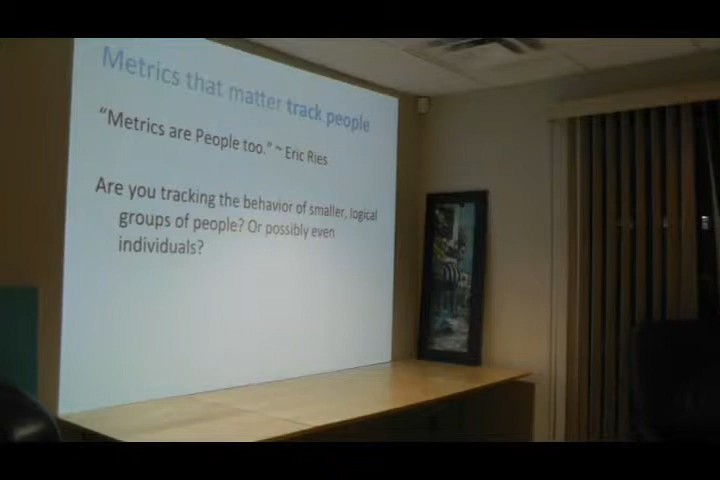 Metrics that matter track people
“Metrics are People too.” ~ Eric Ries
Are you tracking the behavior of smaller, logical
groups of people? Or possibly even
individuals?